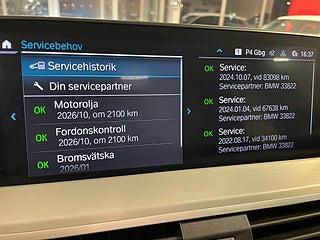 Servicebehov
1 P4 Gbg 16:37
Servicehistorik
Din servicepartner
OK Motorolja
2026/10, om 2100 km
OK Fordonskontroll
2026/10, om 2100 km
OK Bromsvätska
2026/01
OK Service:
2024.10.07, vid 83098 km
Servicepartner: BMW 33822
OK Service:
2024.01.04, vid 67638 km
Servicepartner: BMW 33822
OK Service:
2022.08.17, vid 34100 km
Servicepartner: BMW 33822